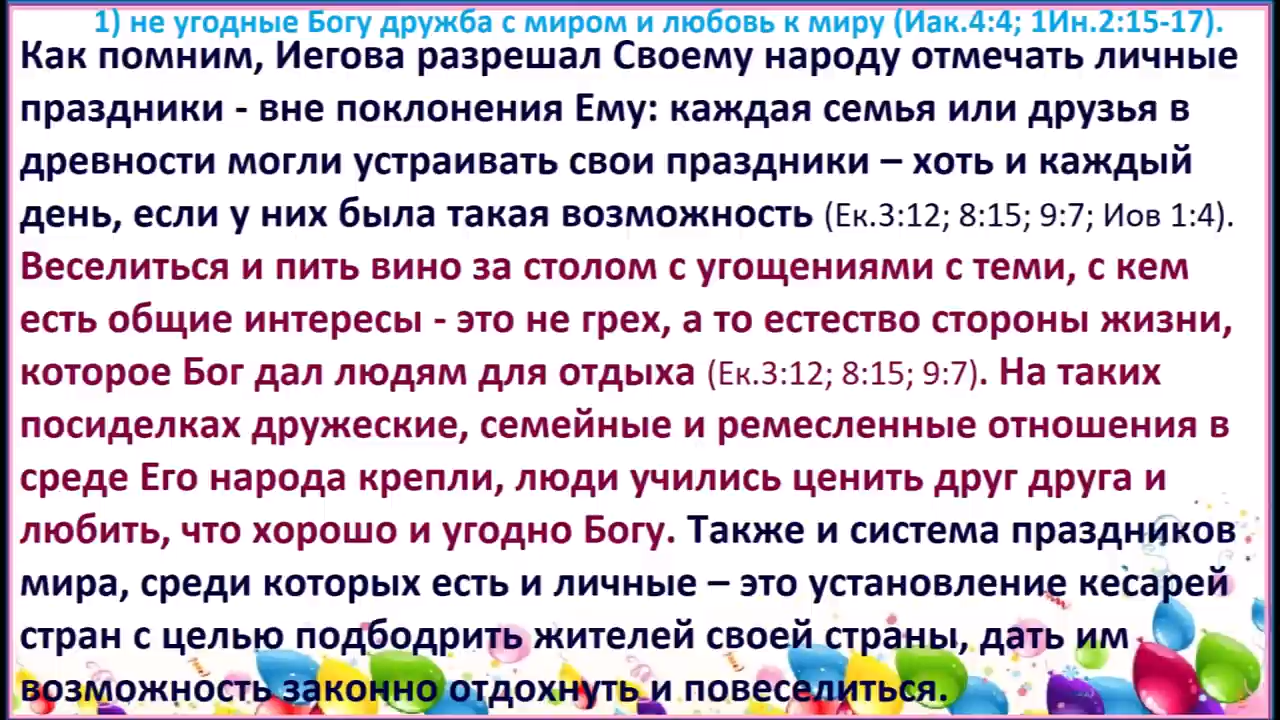 1) не угодные Богу дружба с миром и любовь к миру (Иак.4:4; 1Ин.2:15-17).
Как помним, Иегова разрешал Своему народу отмечать личные
праздники - вне поклонения Ему: каждая семья или друзья в
древности могли устраивать свои праздники – хоть и каждый
день, если у них была такая возможность (Ек.3:12; 8:15; 9:7; Иов 1:4).
Веселиться и пить вино за столом с угощениями с теми, с кем
есть общие интересы - это не грех, а то естество стороны жизни,
которое Бог дал людям для отдыха (Ек.3:12; 8:15; 9:7). На таких
посиделках дружеские, семейные и ремесленные отношения в
среде Его народа крепли, люди учились ценить друг друга и
любить, что хорошо и угодно Богу. Также и система праздников
мира, среди которых есть и личные – это установление кесарей
стран с целью подбодрить жителей своей страны, дать им
возможность законно отдохнуть и повеселиться.